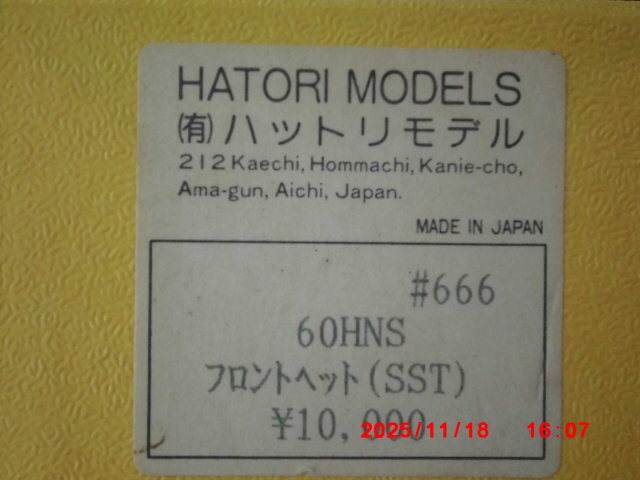 HATORI MODELS
㈲ハットリモデル
212 Kaechi, Hommachi, Kanie-cho,
Ama-gun, Aichi, Japan.
MADE IN JAPAN
#666
60HNS
フロントヘット(SST)
¥10,000
2025/11/18 16:07